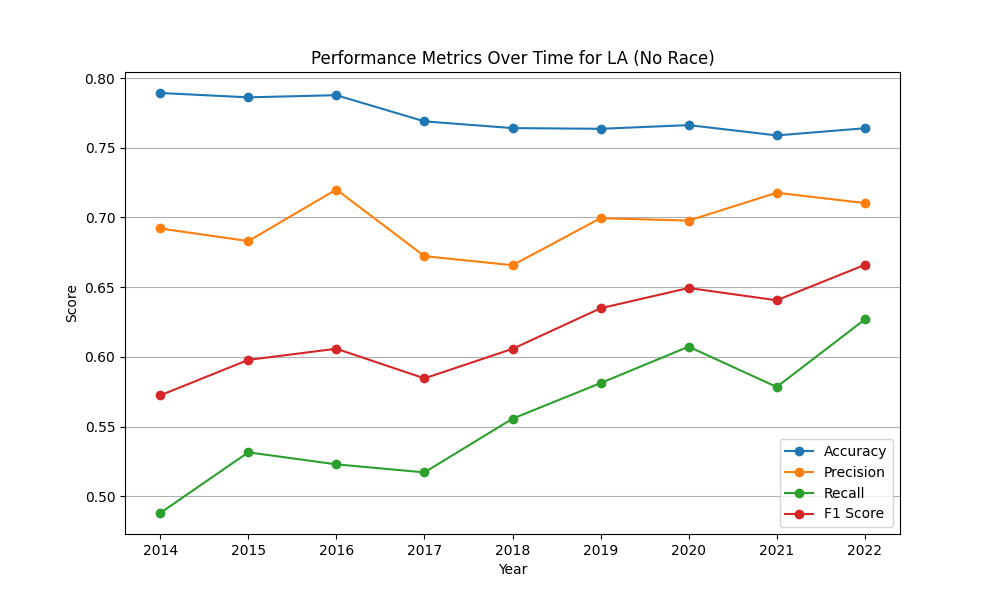 Performance Metrics Over Time for LA (No Race)
0.80
0.75
0.70
0.65
0.60
0.55
0.50
Score
Accuracy
Precision
Recall
F1 Score
2014 2015 2016 2017 2018 2019 2020 2021 2022
Year